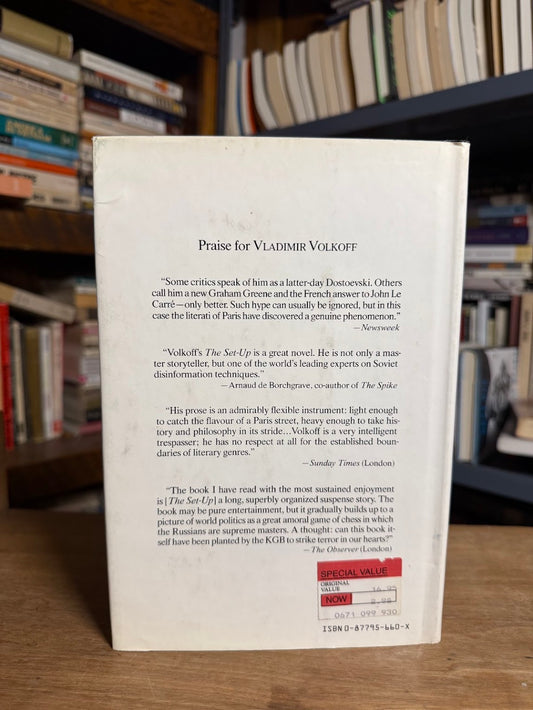 Praise for VLADIMIR VOLKOFF
“Some critics speak of him as a latter-day Dostoevski. Others
call him a new Graham Greene and the French answer to John Le
Carré—only better. Such hype can usually be ignored, but in this
case the literati of Paris have discovered a genuine phenomenon.”
—Newsweek
“Volkoff's The Set-Up is a great novel. He is not only a mas-
ter storyteller, but one of the world's leading experts on Soviet
disinformation techniques.”
—Arnaud de Borchgrave, co-author of The Spike
“His prose is an admirably flexible instrument: light enough
to catch the flavour of a Paris street, heavy enough to take his-
tory and philosophy in its stride...Volkoff is a very intelligent
trespasser; he has no respect at all for the established boun-
daries of literary genres.”
—Sunday Times (London)
“The book I have read with the most sustained enjoyment
is [The Set-Up] a long, superbly organized suspense story. The
book may be pure entertainment, but it gradually builds up to a
picture of world politics as a great amoral game of chess in which
the Russians are supreme masters. A thought: can this book it-
self have been planted by the KGB to strike terror in our hearts?”
—The Observer (London)
SPECIAL VALUE
ORIGINAL
VALUE 16.95
NOW 2.98
0671 099 930
ISBN 0-87795-660-X